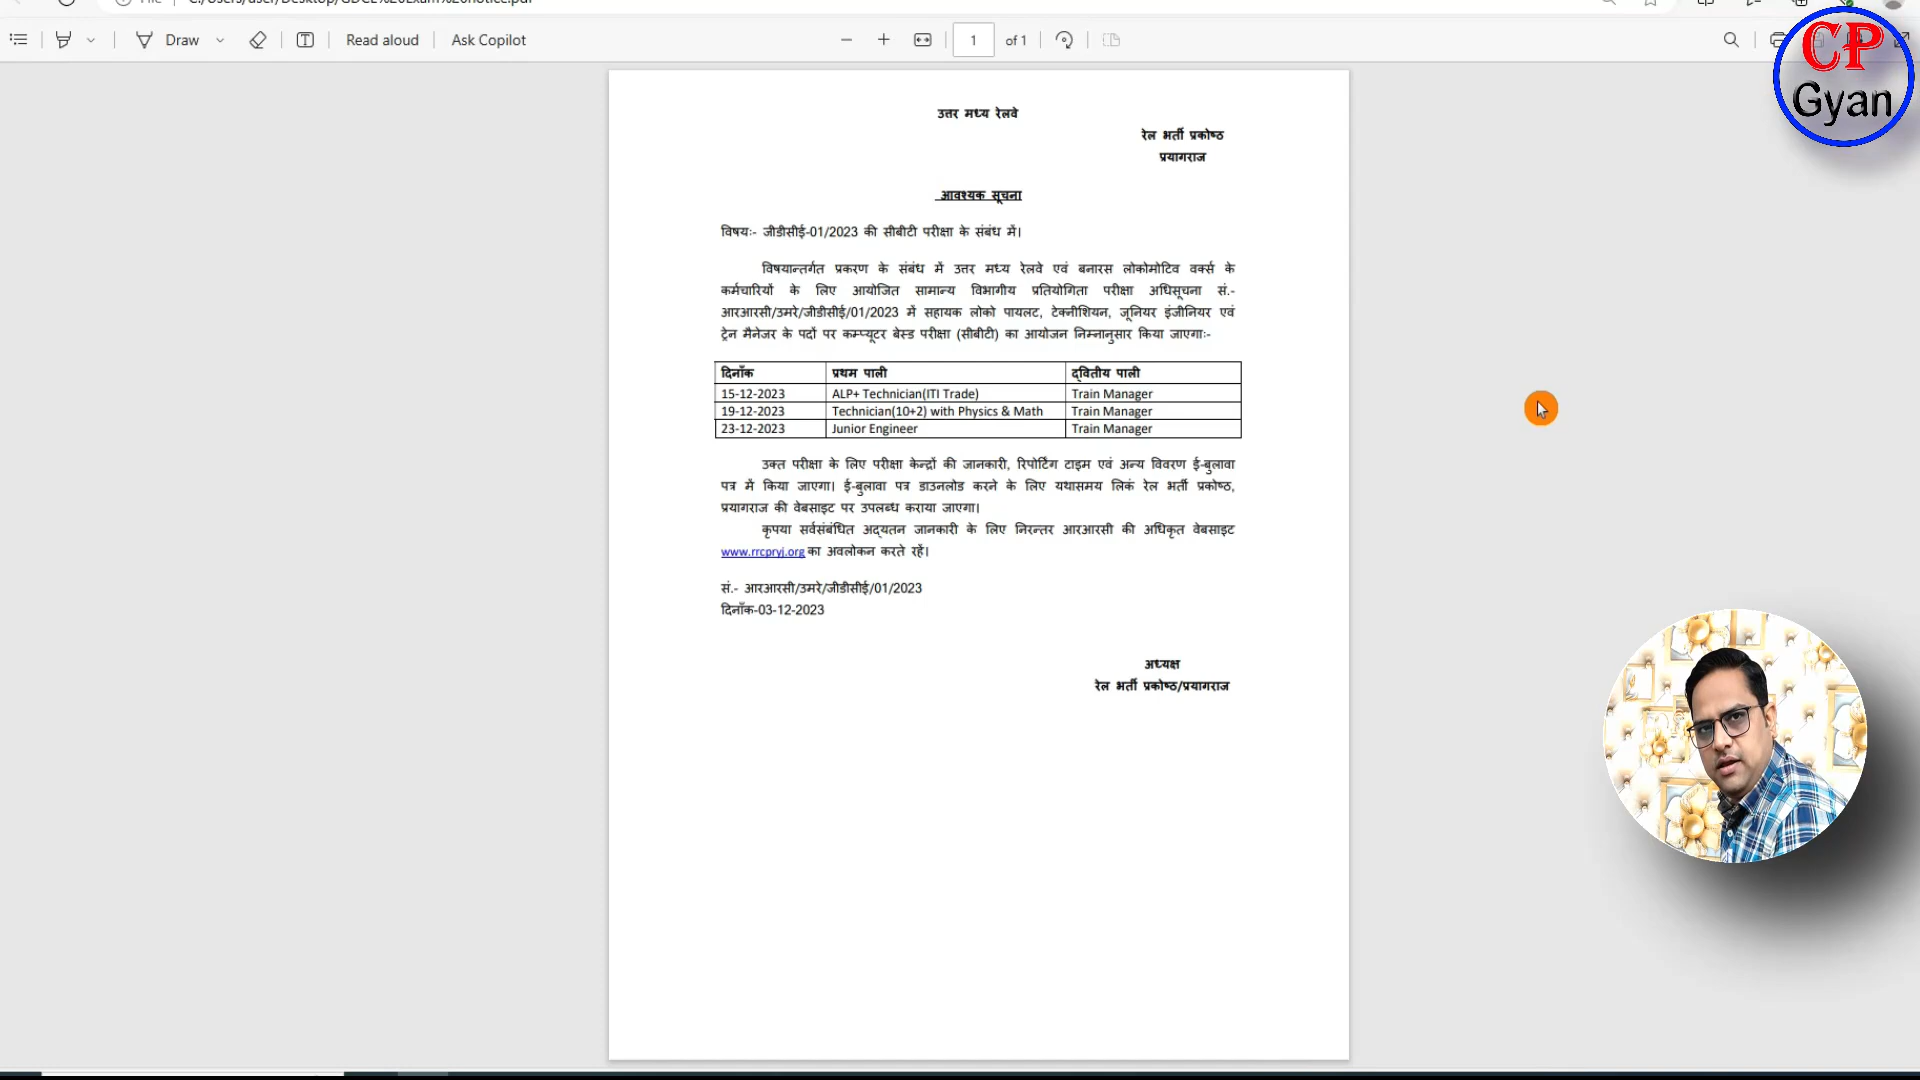 Draw
Read aloud
Ask Copilot
1 of 1
CP
Gyan
उत्तर मध्य रेलवे
रेल भर्ती प्रकोष्ठ
प्रयागराज
आवश्यक सूचना
विषयः- जीडीसीई-01/2023 की सीबीटी परीक्षा के संबंध में।
विषयान्तर्गत प्रकरण के संबंध में उत्तर मध्य रेलवे एवं बनारस लोकोमोटिव वर्क्स के
कर्मचारियों के लिए आयोजित सामान्य विभागीय प्रतियोगिता परीक्षा अधिसूचना सं.-
आरआरसी/उमरे/जीडीसीई/01/2023 में सहायक लोको पायलट, टेक्नीशियन, जूनियर इंजीनियर एवं
ट्रेन मैनेजर के पदों पर कम्प्यूटर बेस्ड परीक्षा (सीबीटी) का आयोजन निम्नानुसार किया जाएगाः-
दिनाँक प्रथम पाली द्वितीय पाली
15-12-2023 ALP+ Technician(ITI Trade) Train Manager
19-12-2023 Technician(10+2) with Physics & Math Train Manager
23-12-2023 Junior Engineer Train Manager
उक्त परीक्षा के लिए परीक्षा केन्द्रों की जानकारी, रिपोर्टिंग टाइम एवं अन्य विवरण ई-बुलावा
पत्र में किया जाएगा। ई-बुलावा पत्र डाउनलोड करने के लिए यथासमय लिकं रेल भर्ती प्रकोष्ठ,
प्रयागराज की वेबसाइट पर उपलब्ध कराया जाएगा।
कृपया सर्वसंबंधित अद्यतन जानकारी के लिए निरन्तर आरआरसी की अधिकृत वेबसाइट
www.rrcpryj.org का अवलोकन करते रहें।
सं.- आरआरसी/उमरे/जीडीसीई/01/2023
दिनाँक-03-12-2023
अध्यक्ष
रेल भर्ती प्रकोष्ठ/प्रयागराज